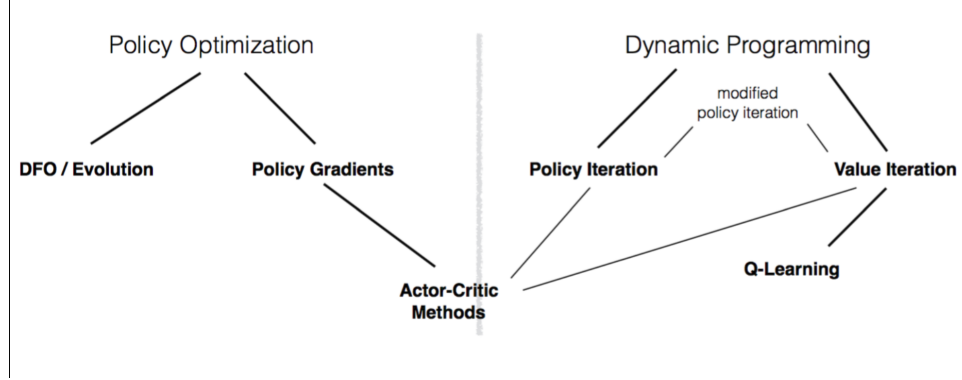 Policy Optimization
Dynamic Programming
modified
policy iteration
DFO / Evolution
Policy Gradients
Policy Iteration
Value Iteration
Q-Learning
Actor-Critic
Methods